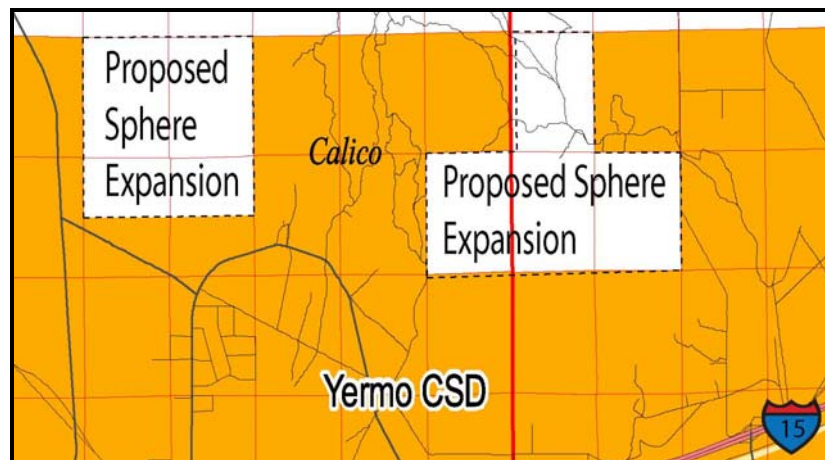 Proposed
Sphere
Expansion
Calico
Proposed Sphere
Expansion
Yermo CSD
15